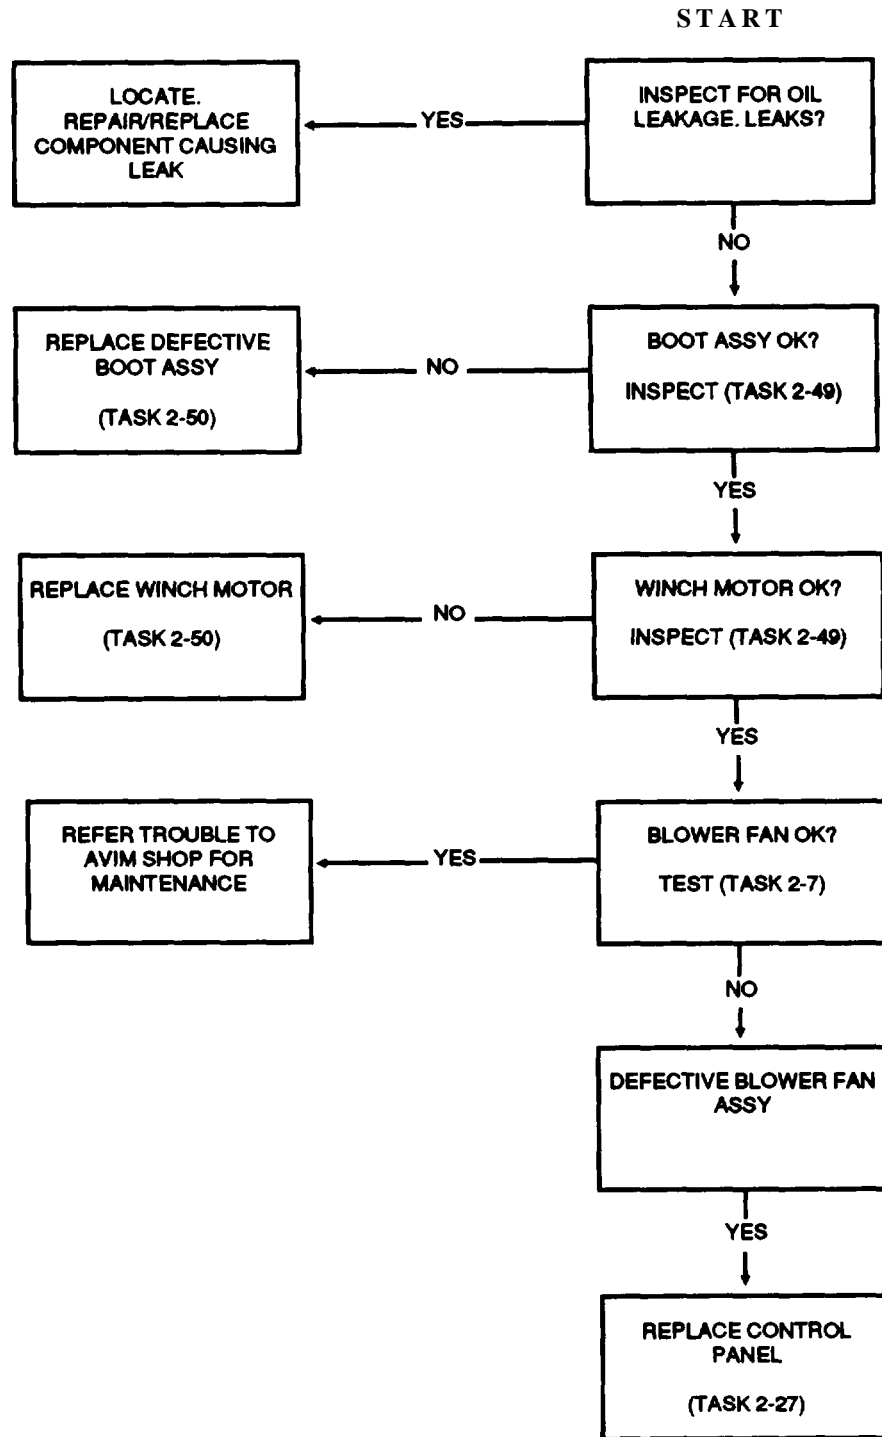 START
INSPECT FOR OIL
LEAKAGE. LEAKS?
YES
LOCATE.
REPAIR/REPLACE
COMPONENT CAUSING
LEAK
NO
BOOT ASSY OK?
INSPECT (TASK 2-49)
NO
REPLACE DEFECTIVE
BOOT ASSY
(TASK 2-50)
YES
WINCH MOTOR OK?
INSPECT (TASK 2-49)
NO
REPLACE WINCH MOTOR
(TASK 2-50)
YES
BLOWER FAN OK?
TEST (TASK 2-7)
YES
REFER TROUBLE TO
AVIM SHOP FOR
MAINTENANCE
NO
DEFECTIVE BLOWER FAN
ASSY
YES
REPLACE CONTROL
PANEL
(TASK 2-27)